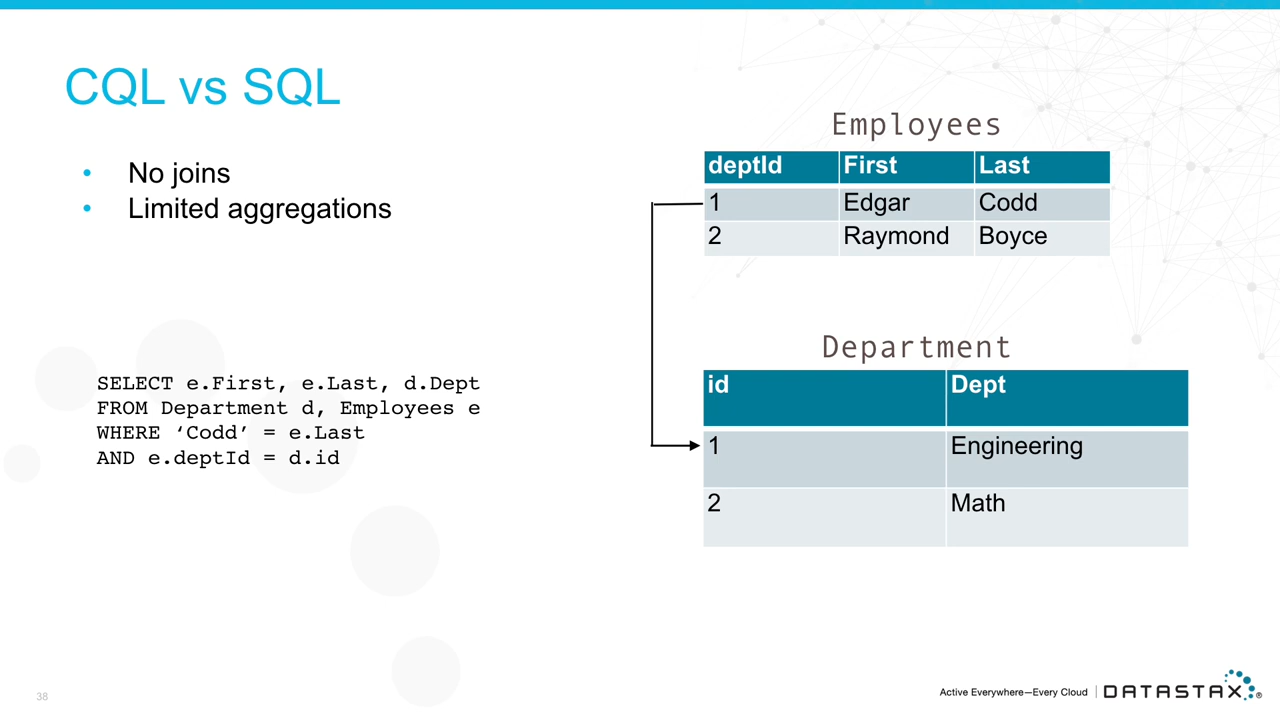 CQL vs SQL
• No joins
• Limited aggregations
SELECT e.First, e.Last, d.Dept
FROM Department d, Employees e
WHERE ‘Codd’ = e.Last
AND e.deptId = d.id
Employees
deptId First Last
1 Edgar Codd
2 Raymond Boyce
Department
id Dept
1 Engineering
2 Math
38
Active Everywhere—Every Cloud | DATASTAX®